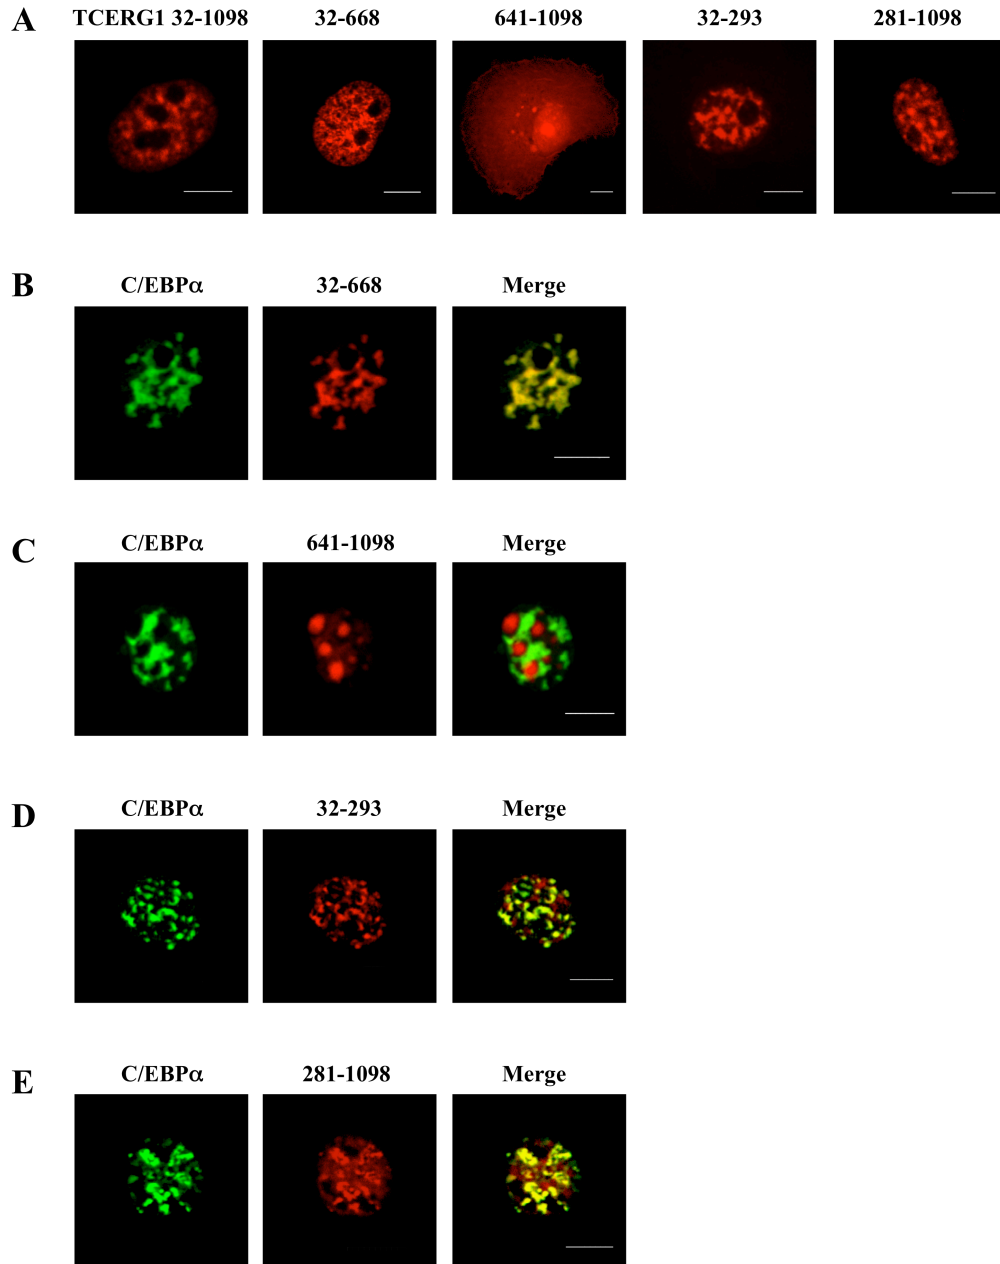 A TCERG1 32-1098 32-668 641-1098 32-293 281-1098
B C/EBPα 32-668 Merge
C C/EBPα 641-1098 Merge
D C/EBPα 32-293 Merge
E C/EBPα 281-1098 Merge